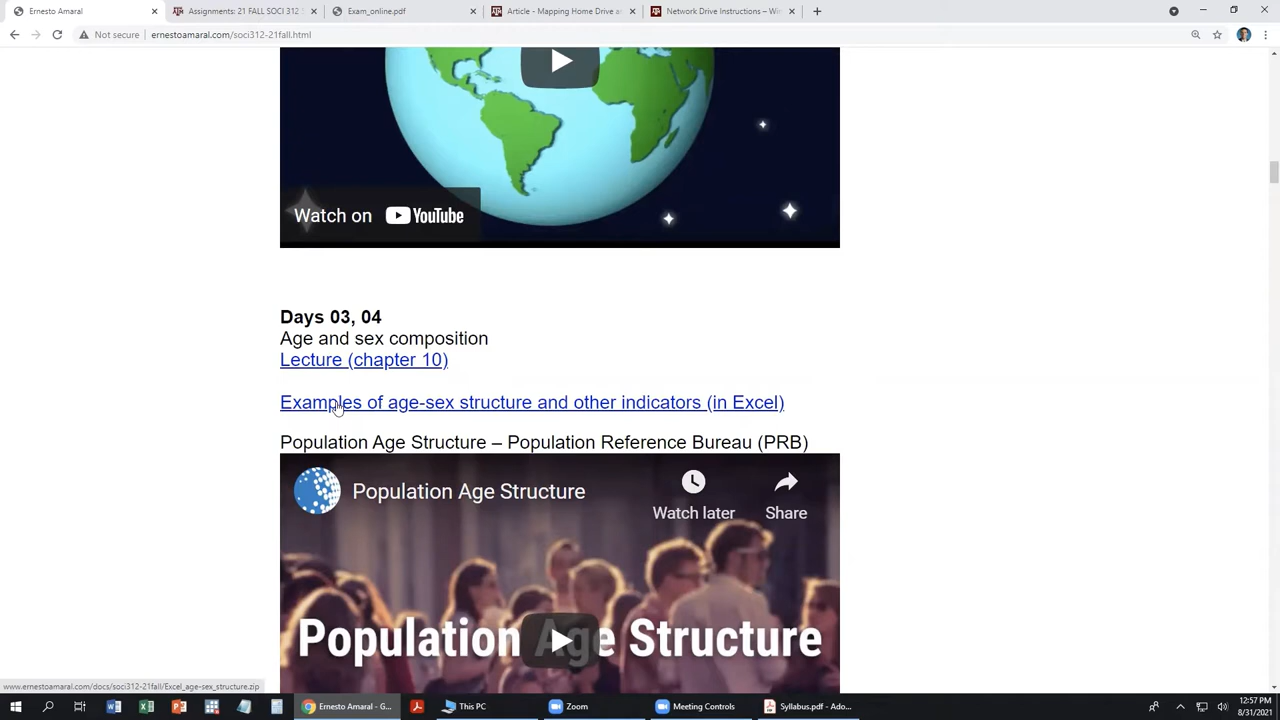 Ernesto Amaral
Assignments: 21 FALL SOCI 312
Exam_online.pdf
Article - Mapping Home Drive a
Network Drive Instructions – Wi
Not secure
ernestoamaral.com/soci312-21fall.html
Watch on YouTube
Days 03, 04
Age and sex composition
Lecture (chapter 10)
Examples of age-sex structure and other indicators (in Excel)
Population Age Structure – Population Reference Bureau (PRB)
Population Age Structure
Watch later
Share
Population Age Structure
www.ernestoamaral.com/docs/soci312-21fall/Excel_age-sex_structure.zip
Ernesto Amaral - G...
This PC
Zoom
Meeting Controls
Syllabus.pdf - Ado...
12:57 PM
8/31/2021